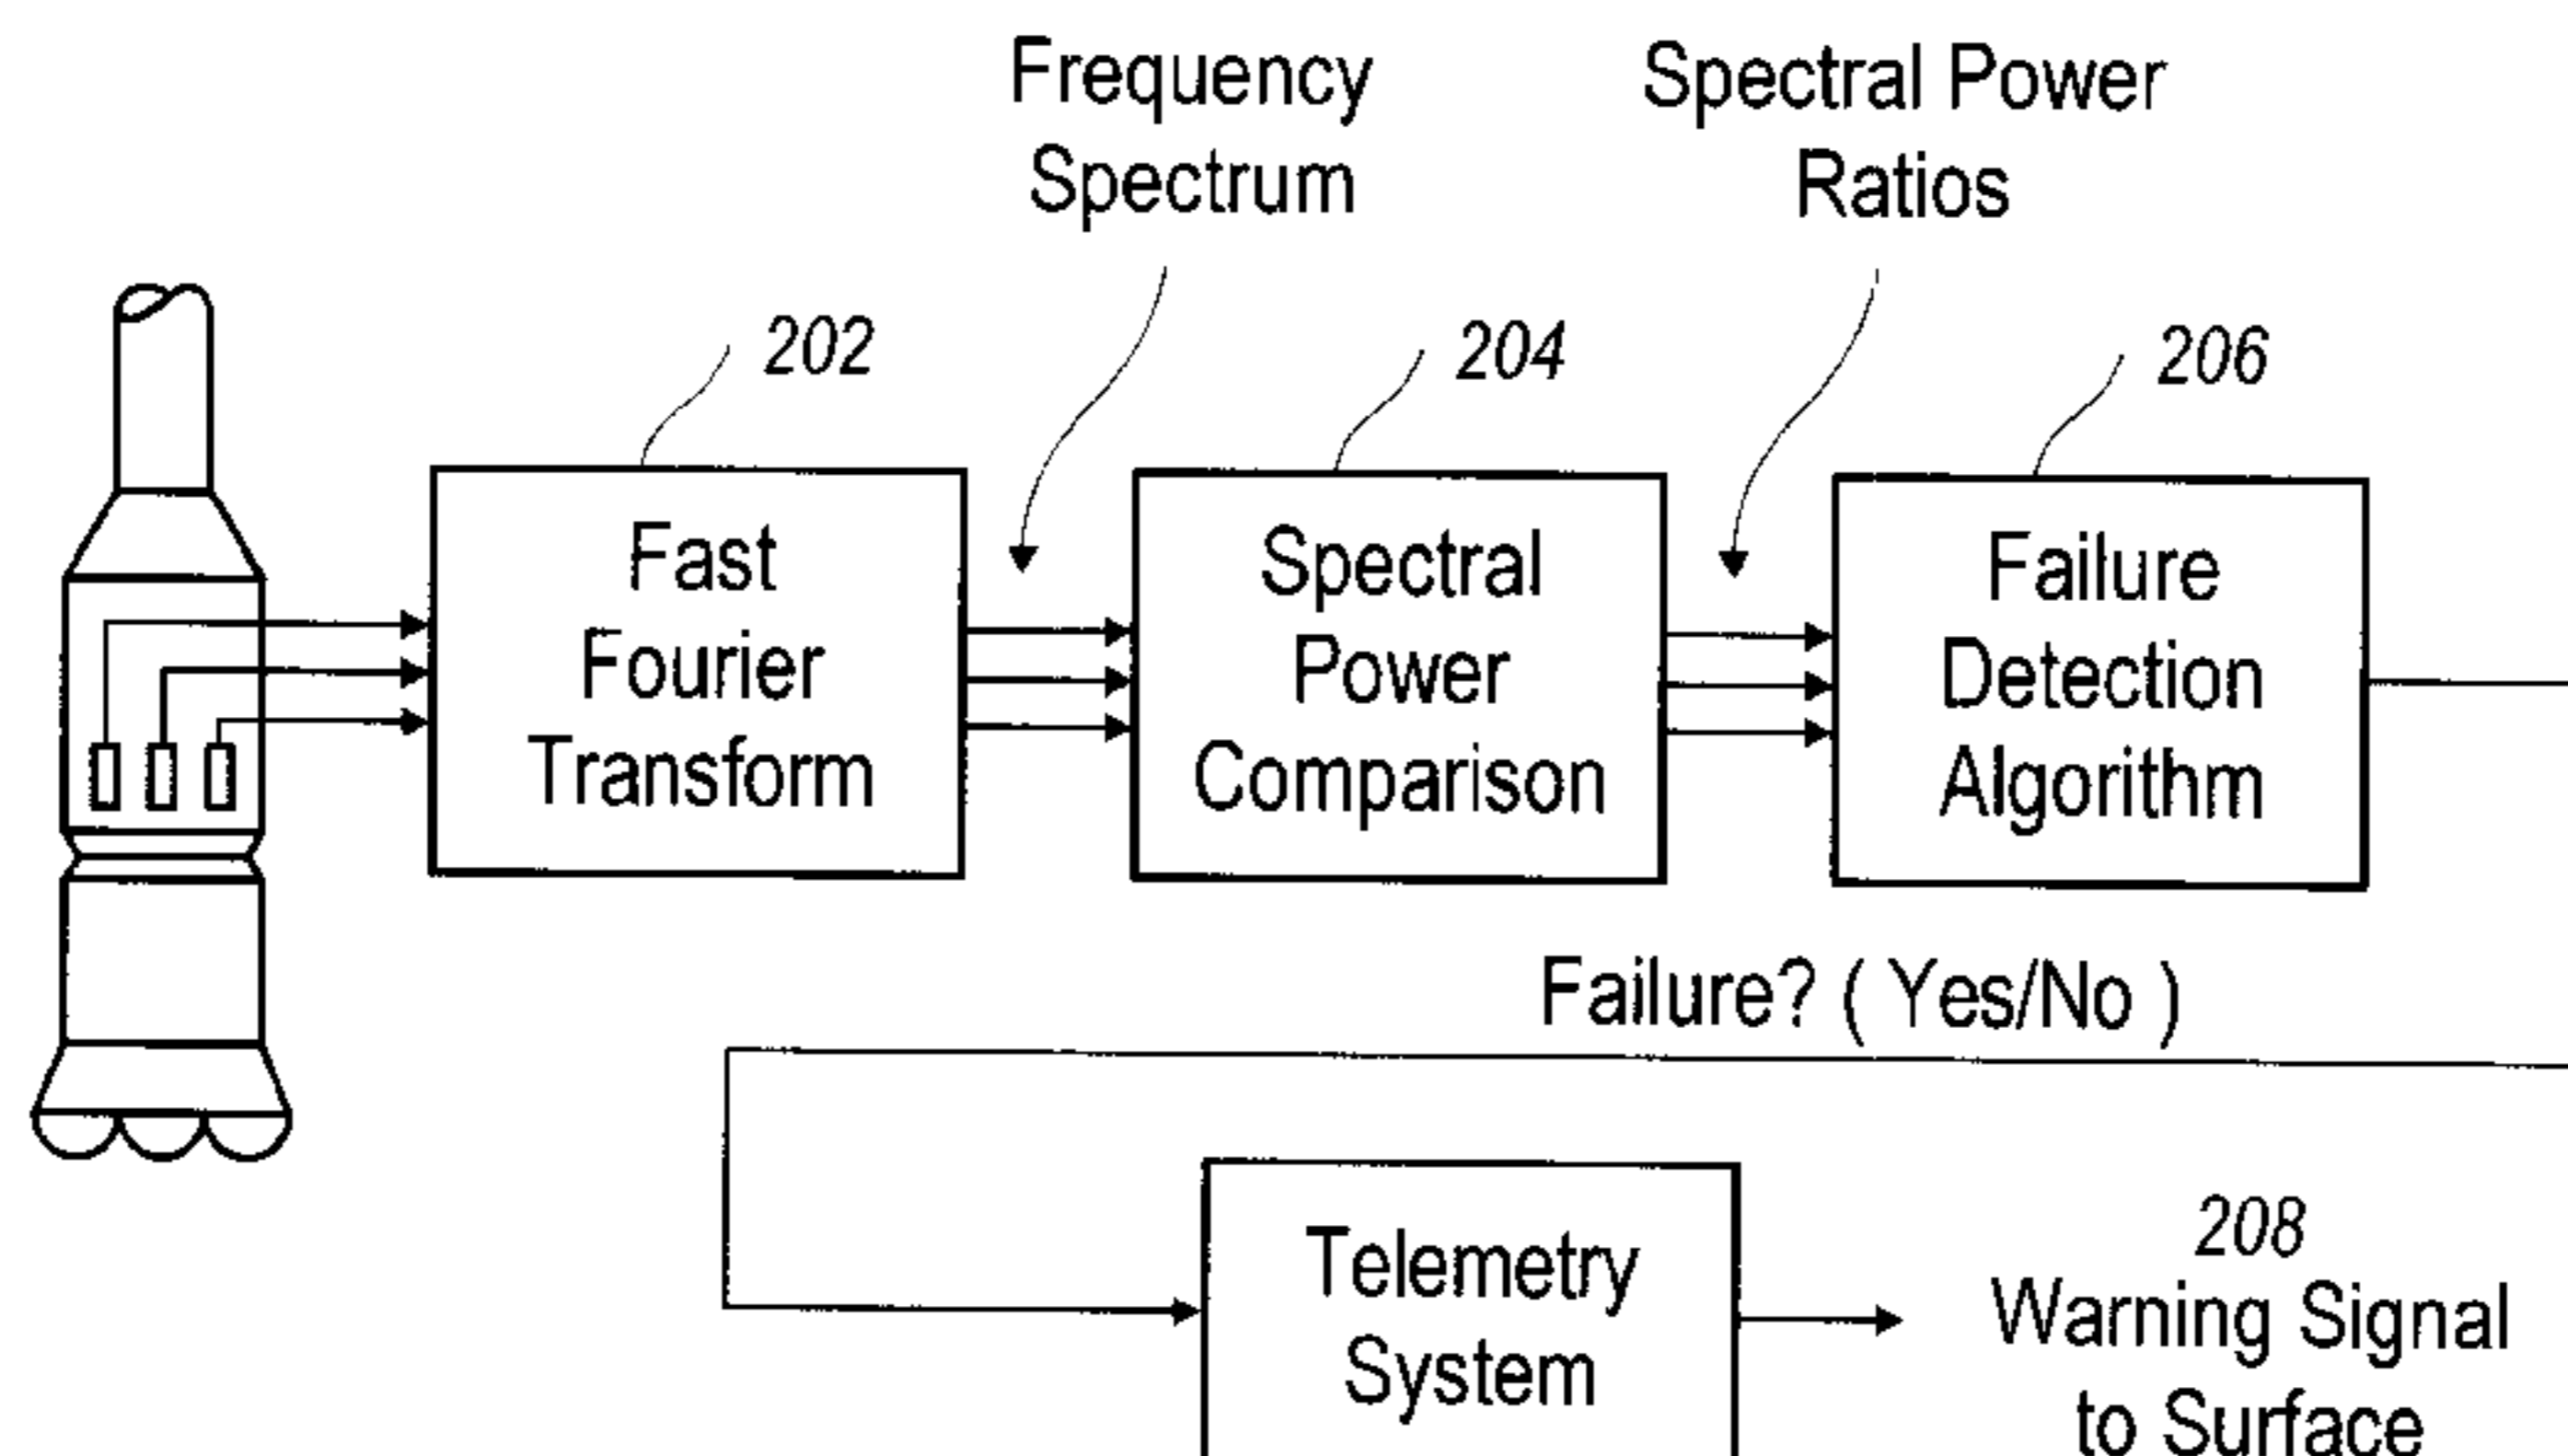 Frequency
Spectrum
Spectral Power
Ratios
202
204
206
Fast
Fourier
Transform
Spectral
Power
Comparison
Failure
Detection
Algorithm
Failure? ( Yes/No )
Telemetry
System
208
Warning Signal
to Surface